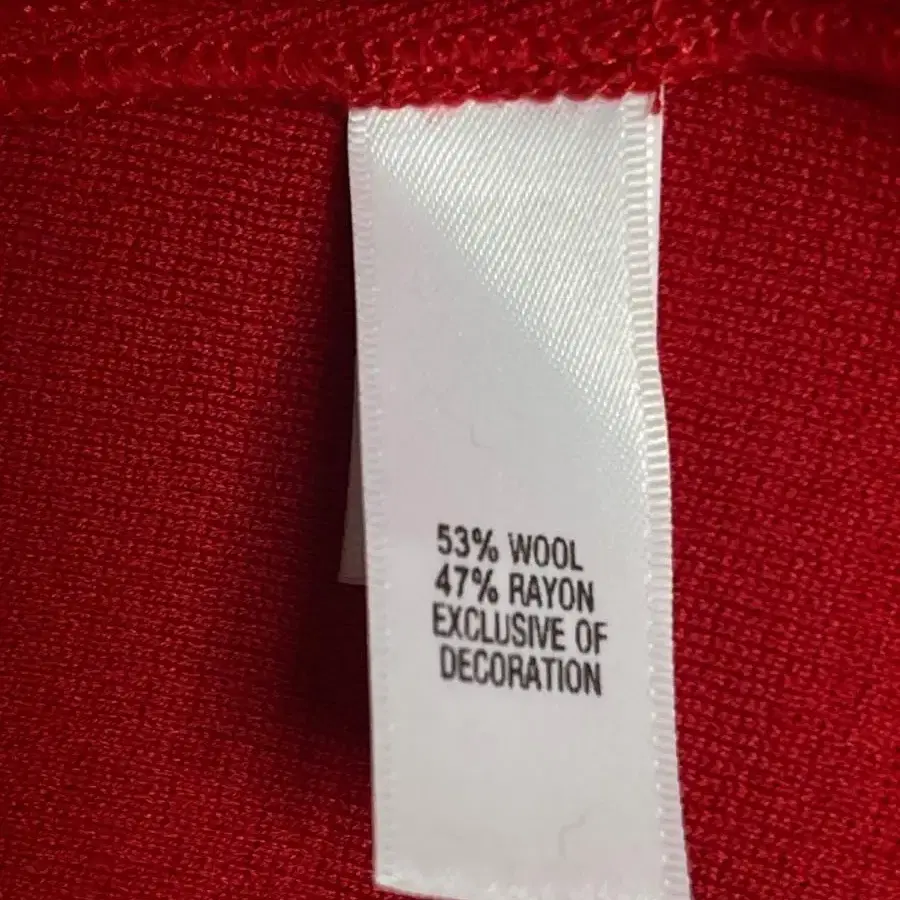 53% WOOL
47% RAYON
EXCLUSIVE OF
DECORATION